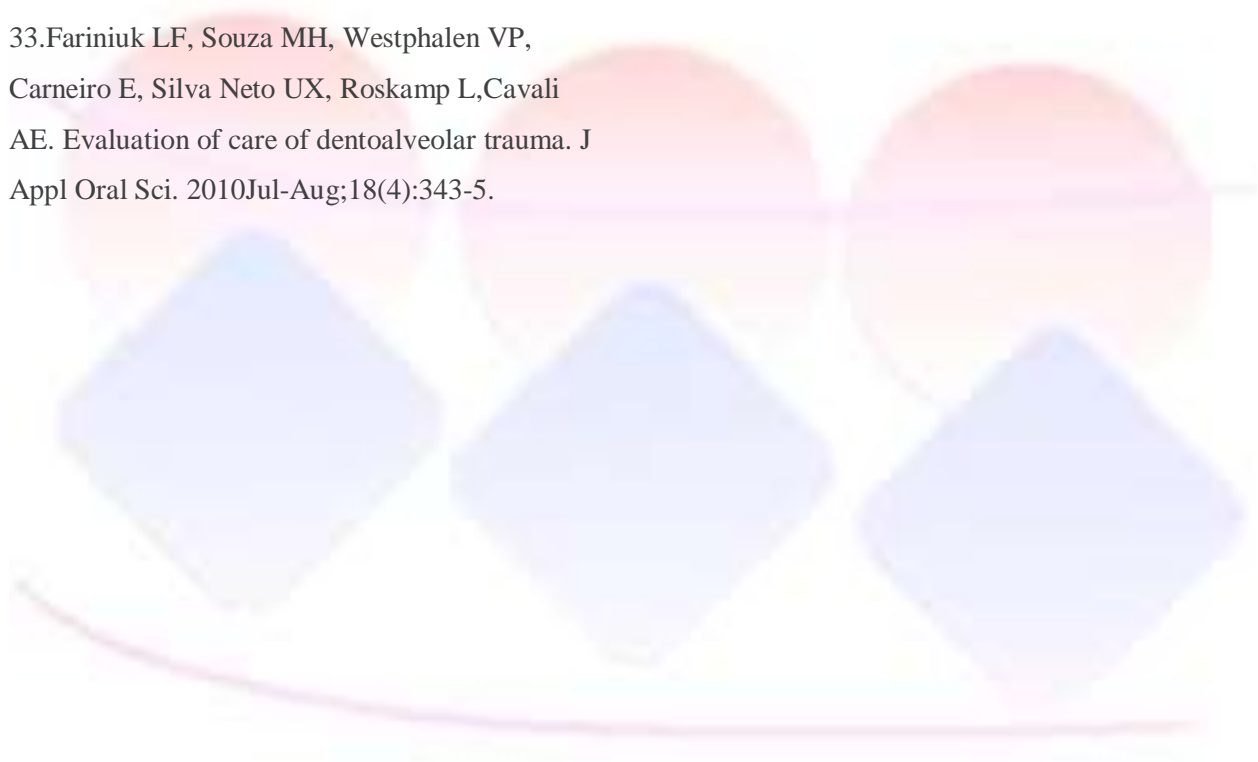 33.Fariniuk LF, Souza MH, Westphalen VP,
Carneiro E, Silva Neto UX, Roskamp L,Cavali
AE. Evaluation of care of dentoalveolar trauma. J
Appl Oral Sci. 2010Jul-Aug;18(4):343-5.